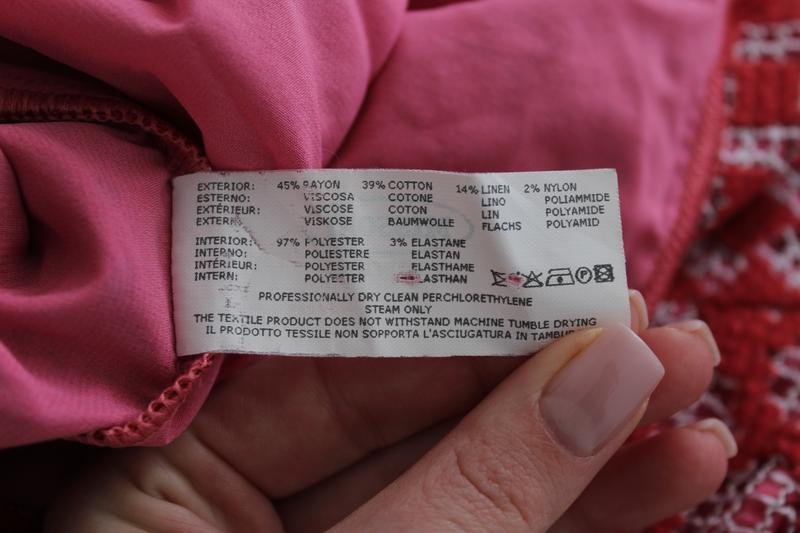 EXTERIOR: 45% RAYON 39% COTTON 14% LINEN 2% NYLON
ESTERNO: VISCOSA COTONE LINO POLIAMMIDE
EXTÉRIEUR: VISCOSE COTON LIN POLYAMIDE
EXTERN: VISKOSE BAUMWOLLE FLACHS POLYAMID
INTERIOR: 97% POLYESTER 3% ELASTANE
INTERNO: POLIESTERE ELASTAN
INTÉRIEUR: POLYESTER ELASTHAME
INTERN: POLYESTER ELASTHAN
P
PROFESSIONALLY DRY CLEAN PERCHLORETHYLENE
STEAM ONLY
THE TEXTILE PRODUCT DOES NOT WITHSTAND MACHINE TUMBLE DRYING
IL PRODOTTO TESSILE NON SOPPORTA L'ASCIUGATURA IN